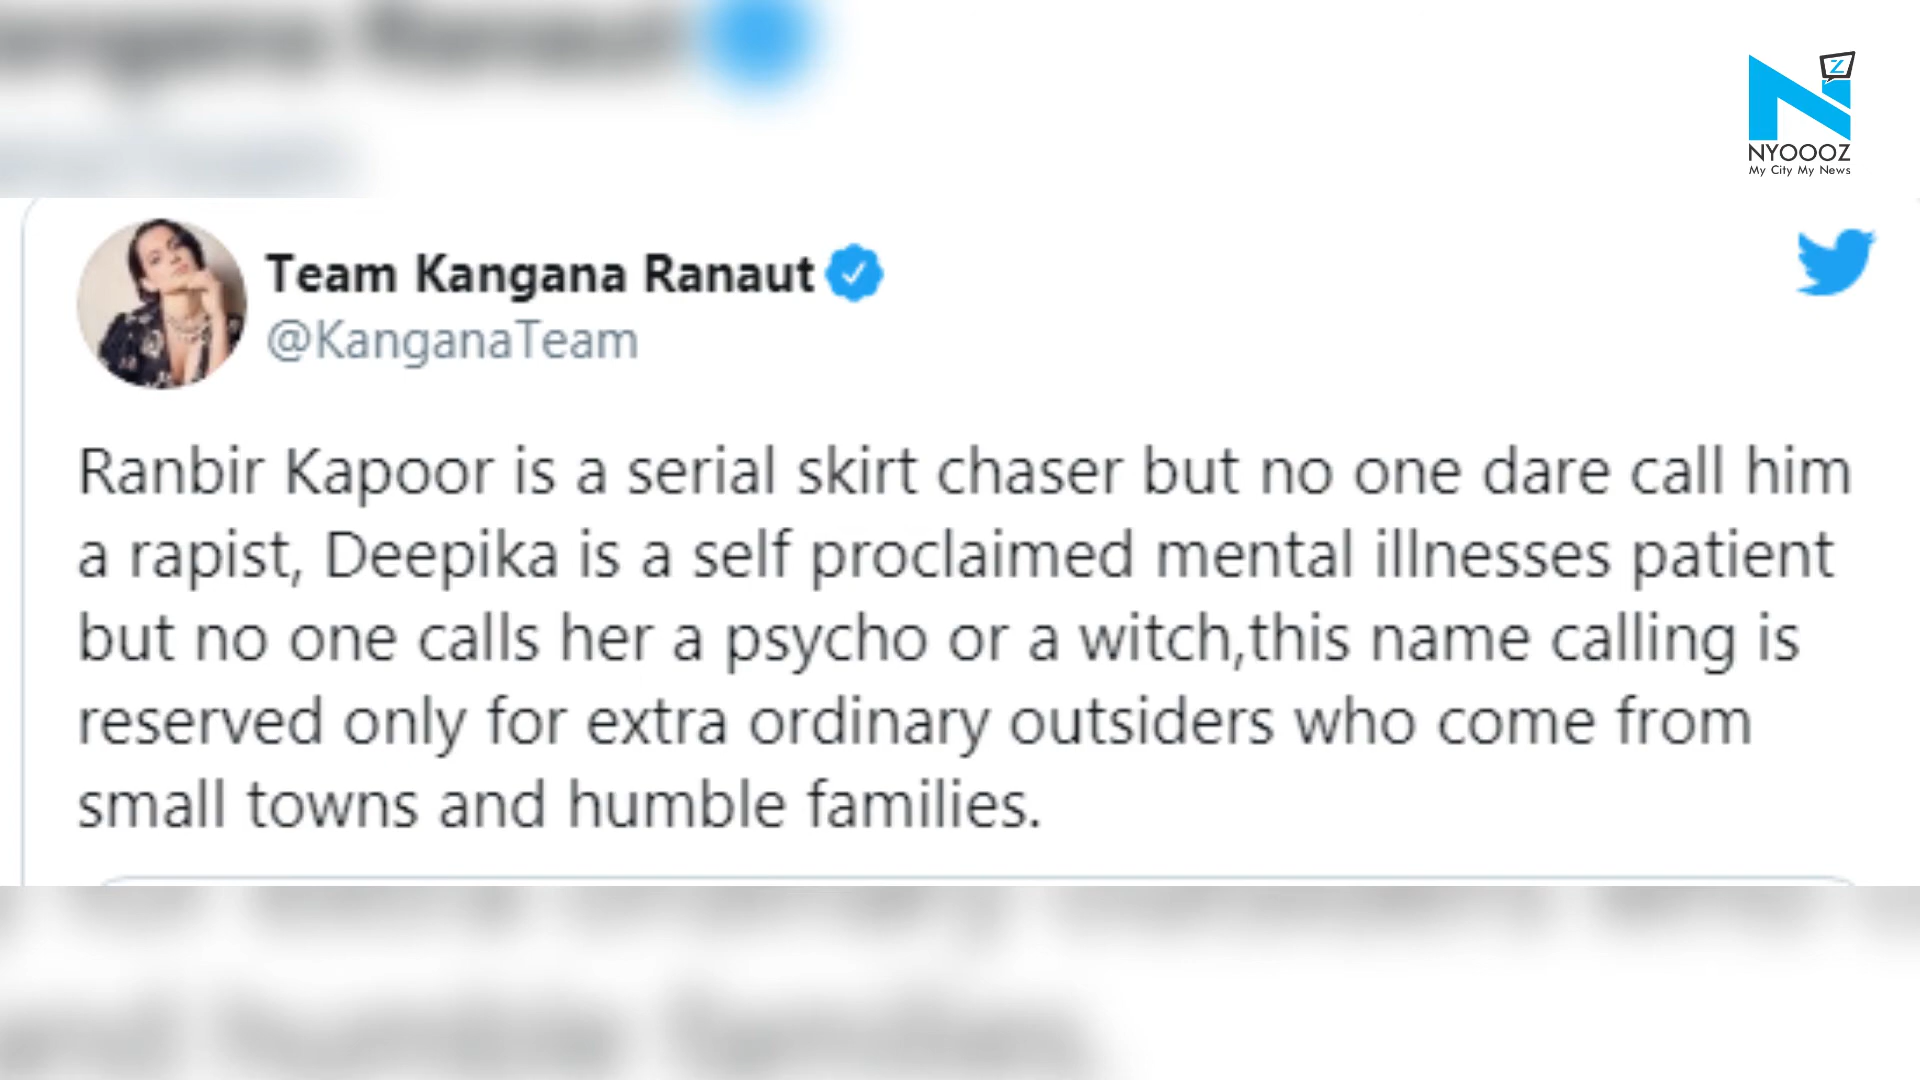 Z
NYOOOZ
My City My News
Team Kangana Ranaut
@KanganaTeam
Ranbir Kapoor is a serial skirt chaser but no one dare call him
a rapist, Deepika is a self proclaimed mental illnesses patient
but no one calls her a psycho or a witch,this name calling is
reserved only for extra ordinary outsiders who come from
small towns and humble families.